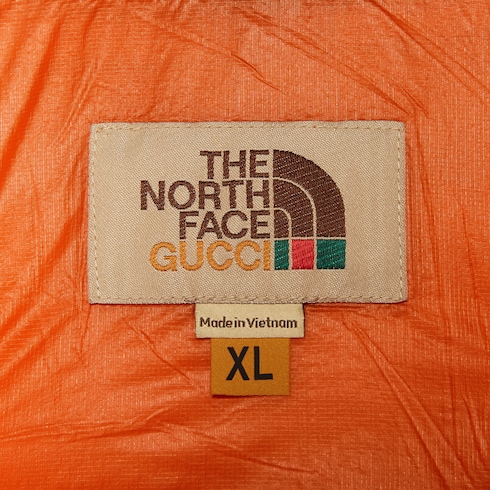 THE
NORTH
FACE
GUCCI
Made in Vietnam
XL